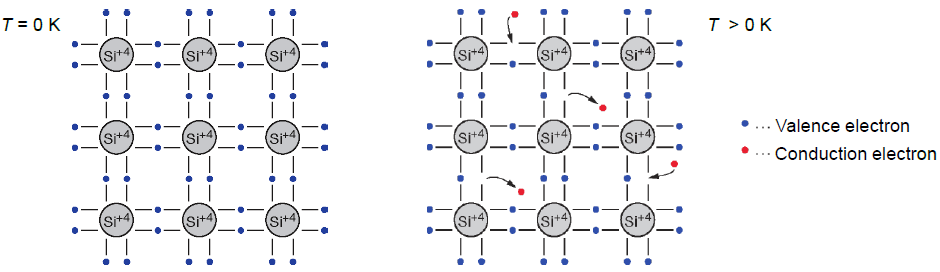 T = 0 K
T > 0 K
Si+4 Si+4 Si+4 Si+4 Si+4 Si+4
Si+4 Si+4 Si+4 Si+4 Si+4 Si+4
··· Valence electron
··· Conduction electron
Si+4 Si+4 Si+4 Si+4 Si+4 Si+4